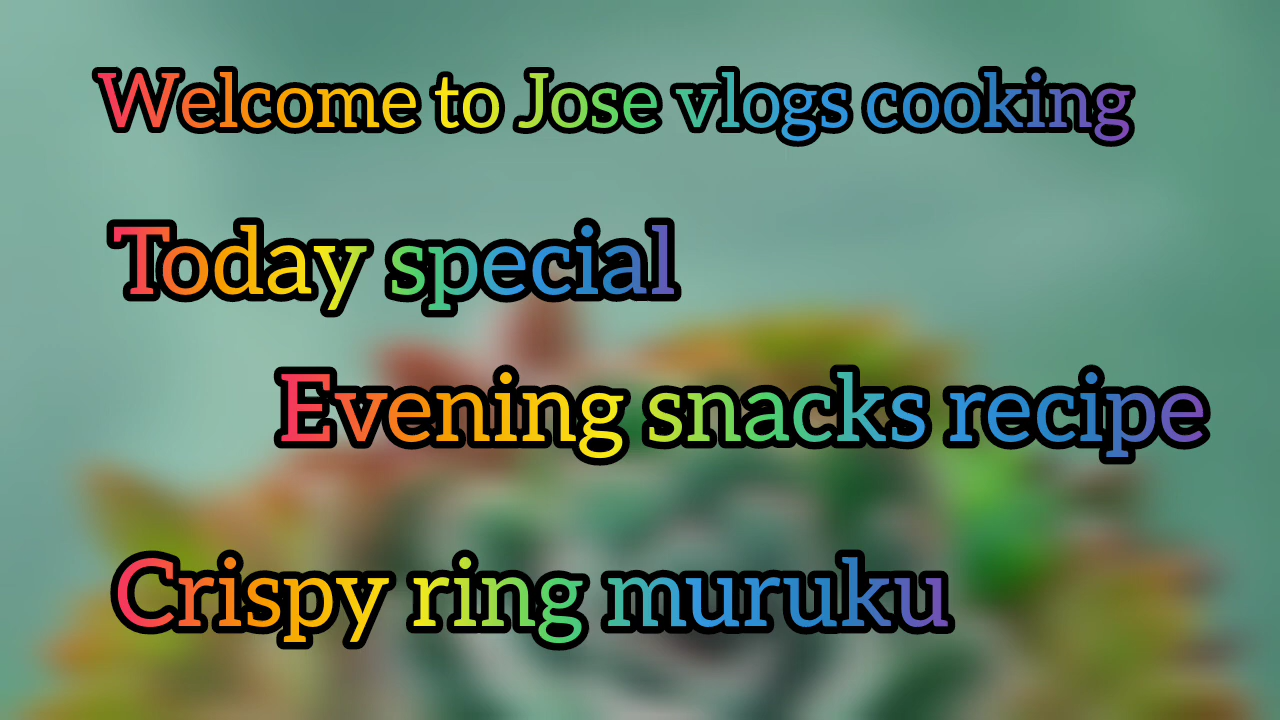 Welcome to Jose vlogs cooking
Today special
Evening snacks recipe
Crispy ring muruku